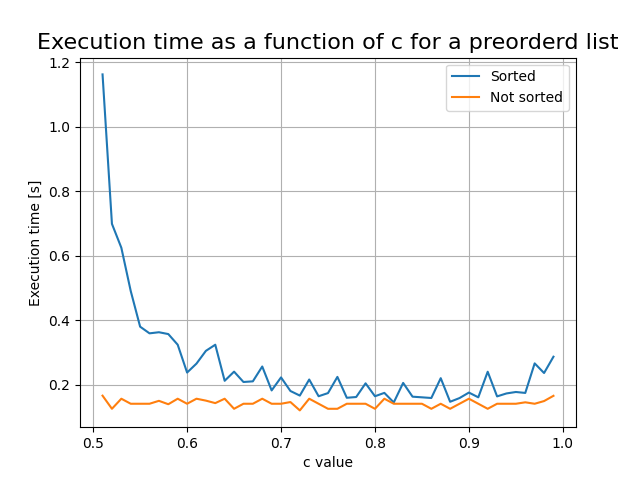 Execution time as a function of c for a preorderd list
Sorted
Not sorted
Execution time [s]
1.2
1.0
0.8
0.6
0.4
0.2
0.5
0.6
0.7
0.8
0.9
1.0
c value